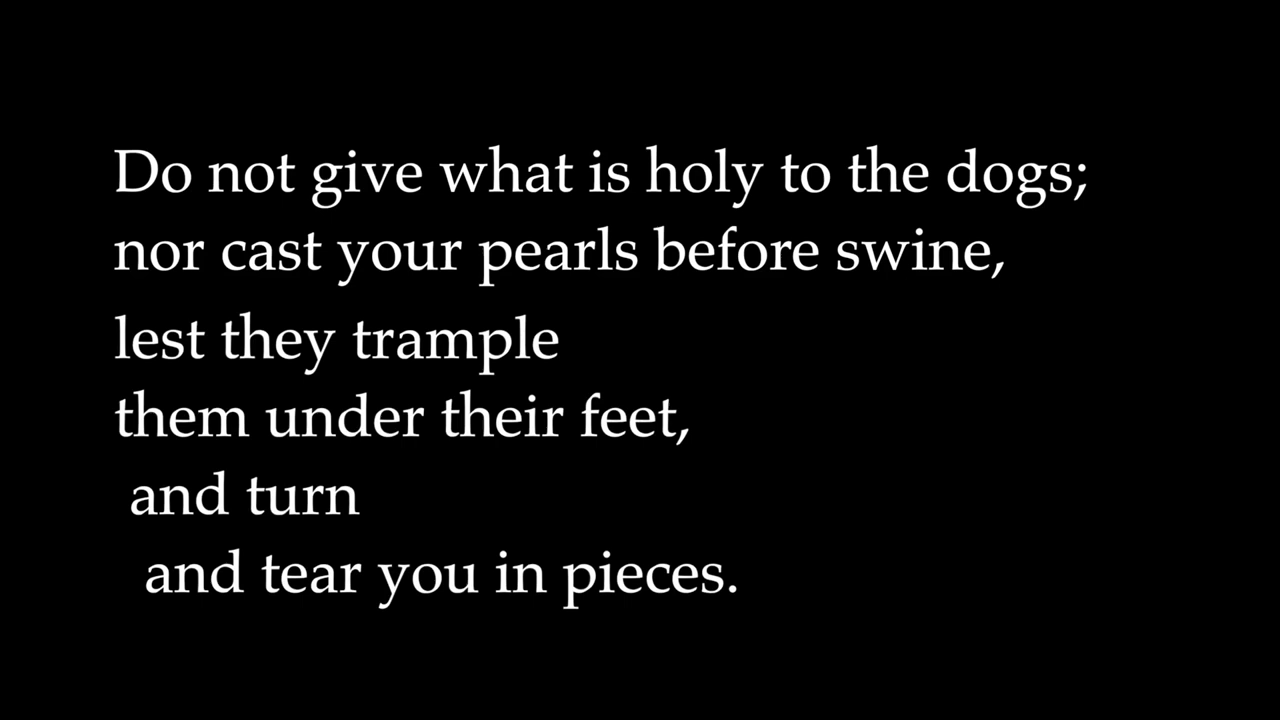 Do not give what is holy to the dogs;
nor cast your pearls before swine,
lest they trample
them under their feet,
and turn
and tear you in pieces.